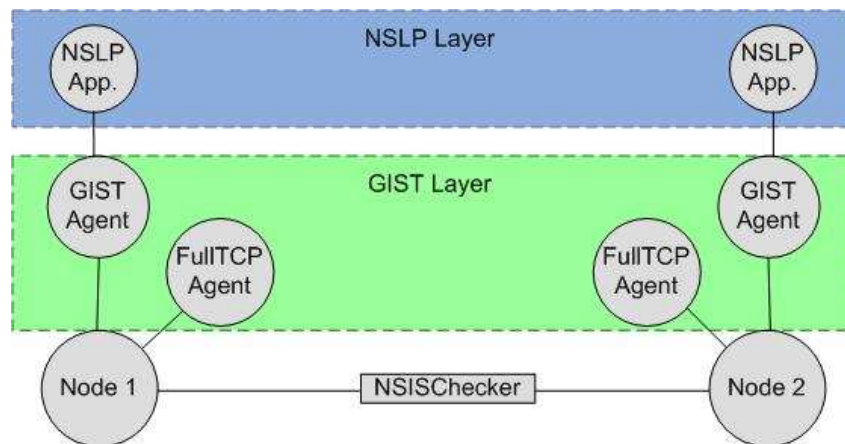 NSLP Layer
NSLP
App.
NSLP
App.
GIST Layer
GIST
Agent
GIST
Agent
FullTCP
Agent
FullTCP
Agent
Node 1
NSISChecker
Node 2